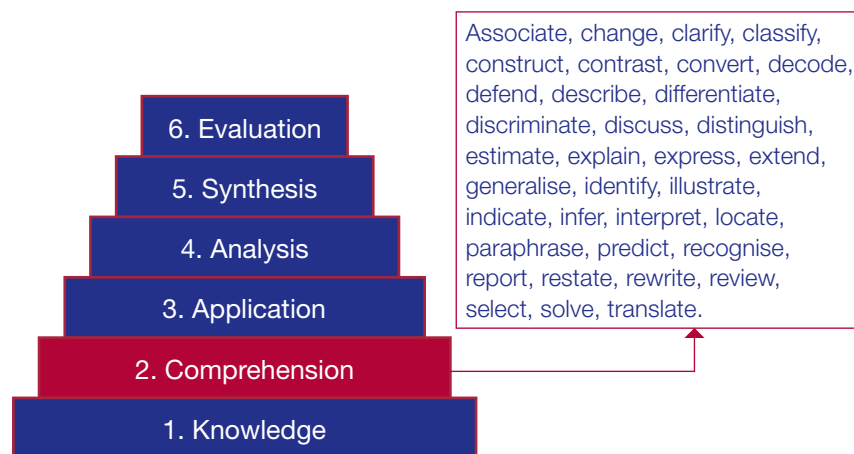 Associate, change, clarify, classify,
construct, contrast, convert, decode,
defend, describe, differentiate,
discriminate, discuss, distinguish,
estimate, explain, express, extend,
generalise, identify, illustrate,
indicate, infer, interpret, locate,
paraphrase, predict, recognise,
report, restate, rewrite, review,
select, solve, translate.
6. Evaluation
5. Synthesis
4. Analysis
3. Application
2. Comprehension
1. Knowledge